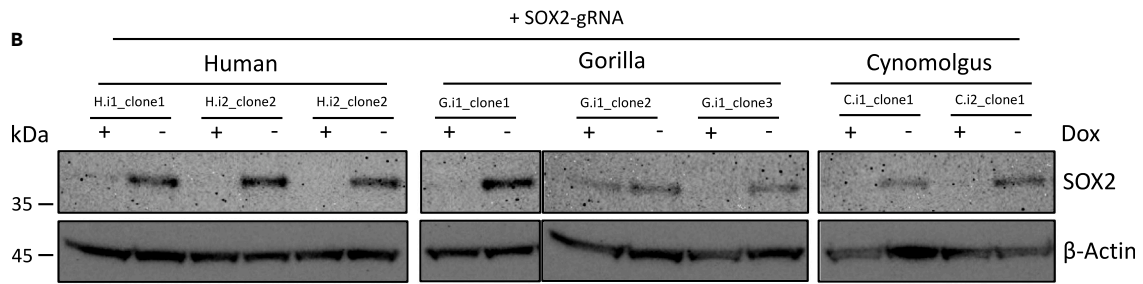 + SOX2-gRNA
B
Human Gorilla Cynomolgus
H.i1_clone1 H.i2_clone2 H.i2_clone2 G.i1_clone1 G.i1_clone2 G.i1_clone3 C.i1_clone1 C.i2_clone1
kDa + - + - + - + - + - + - + - + - Dox
SOX2
35
45 β-Actin